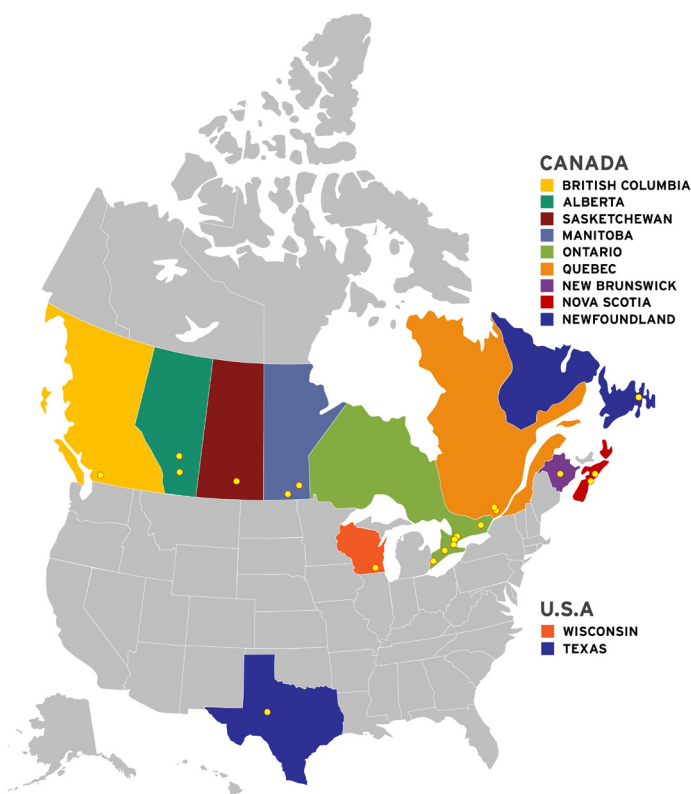 CANADA
BRITISH COLUMBIA
ALBERTA
SASKETCHEWAN
MANITOBA
ONTARIO
QUEBEC
NEW BRUNSWICK
NOVA SCOTIA
NEWFOUNDLAND
U.S.A
WISCONSIN
TEXAS